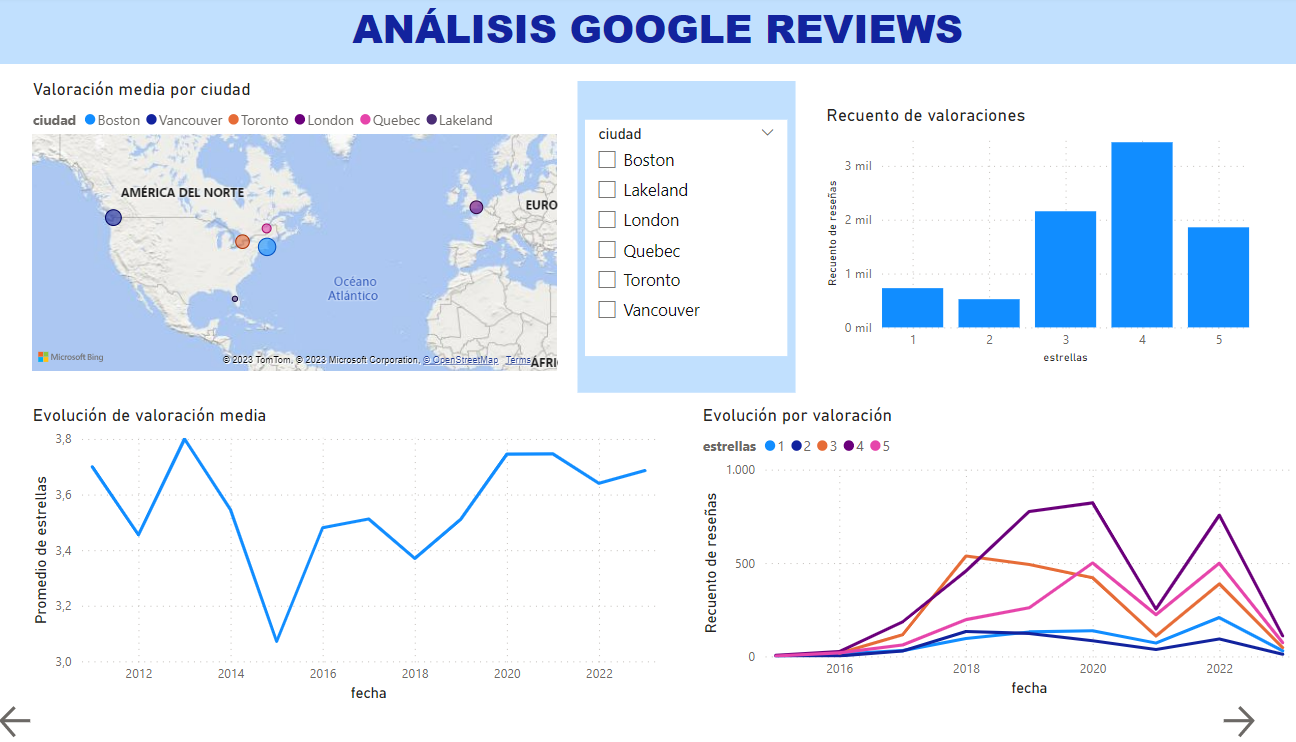 ANÁLISIS GOOGLE REVIEWS
Valoración media por ciudad
ciudad Boston Vancouver Toronto London Quebec Lakeland
AMÉRICA DEL NORTE
EURO
Océano
Atlántico
Microsoft Bing
© 2023 TomTom, © 2023 Microsoft Corporation, © OpenStreetMap Terms
ÁFRI
ciudad
Boston
Lakeland
London
Quebec
Toronto
Vancouver
Recuento de valoraciones
Recuento de reseñas
3 mil
2 mil
1 mil
0 mil
1 2 3 4 5
estrellas
Evolución de valoración media
Promedio de estrellas
3,8
3,6
3,4
3,2
3,0
2012 2014 2016 2018 2020 2022
fecha
Evolución por valoración
estrellas 1 2 3 4 5
Recuento de reseñas
1.000
500
0
2016 2018 2020 2022
fecha